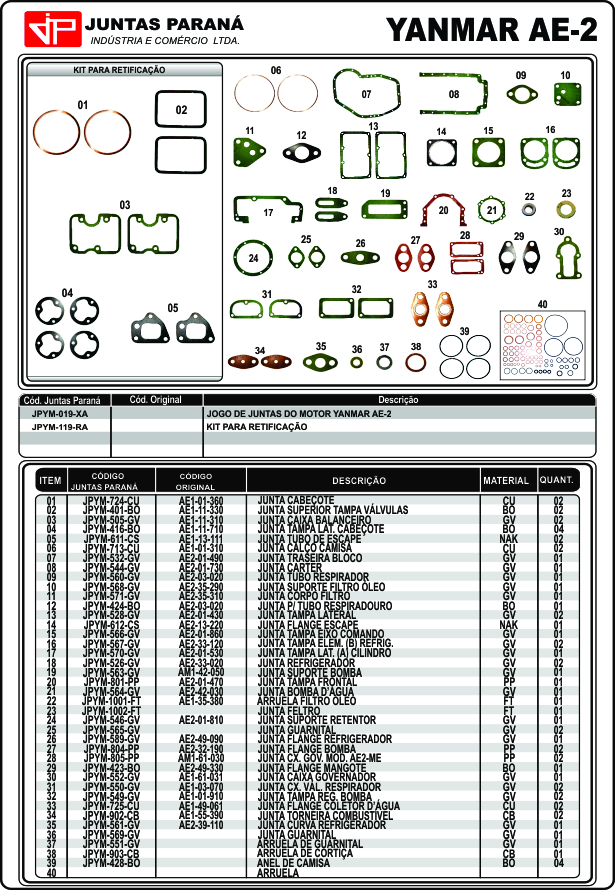 JP JUNTAS PARANÁ
INDÚSTRIA E COMÉRCIO LTDA.
YANMAR AE-2
KIT PARA RETIFICAÇÃO
01
02
03
04
05
06
07
08
09
10
11
12
13
14
15
16
17
18
19
20
21
22
23
24
25
26
27
28
29
30
31
32
33
40
34
35
36
37
38
39
Cód. Juntas Paraná Cód. Original Descrição
JPYM-019-XA JOGO DE JUNTAS DO MOTOR YANMAR AE-2
JPYM-119-RA KIT PARA RETIFICAÇÃO
ITEM CÓDIGO JUNTAS PARANÁ CÓDIGO ORIGINAL DESCRIÇÃO MATERIAL QUANT.
01 JPYM-724-CU AE1-01-360 JUNTA CABEÇOTE CU 02
02 JPYM-401-BO AE1-11-330 JUNTA SUPERIOR TAMPA VÁLVULAS BO 02
03 JPYM-505-GV AE1-11-310 JUNTA CAIXA BALANCEIRO GV 02
04 JPYM-416-BO AE1-11-710 JUNTA TAMPA LAT. CABEÇOTE BO 04
05 JPYM-611-CS AE1-13-111 JUNTA TUBO DE ESCAPE NAK 02
06 JPYM-713-CU AE1-01-310 JUNTA CALÇO CAMISA CU 02
07 JPYM-532-GV AE2-01-490 JUNTA TRASEIRA BLOCO GV 01
08 JPYM-544-GV AE2-01-730 JUNTA CARTER GV 01
09 JPYM-560-GV AE2-03-020 JUNTA TUBO RESPIRADOR GV 01
10 JPYM-568-GV AE2-35-290 JUNTA SUPORTE FILTRO ÓLEO GV 01
11 JPYM-571-GV AE2-35-310 JUNTA CORPO FILTRO GV 01
12 JPYM-424-BO AE2-03-020 JUNTA P/ TUBO RESPIRADOURO BO 01
13 JPYM-528-GV AE2-01-430 JUNTA TAMPA LATERAL GV 02
14 JPYM-612-CS AE2-13-220 JUNTA FLANGE ESCAPE NAK 01
15 JPYM-566-GV AE2-01-860 JUNTA TAMPA EIXO COMANDO GV 01
16 JPYM-567-GV AE2-33-120 JUNTA TAMPA ELEM. (B) REFRIG. GV 02
17 JPYM-570-GV AE2-01-530 JUNTA TAMPA LAT. (A) CILINDRO GV 01
18 JPYM-526-GV AE2-33-020 JUNTA REFRIGERADOR GV 02
19 JPYM-563-GV AM1-42-050 JUNTA SUPORTE BOMBA GV 01
20 JPYM-801-PP AE2-01-470 JUNTA TAMPA FRONTAL PP 01
21 JPYM-564-GV AE2-42-030 JUNTA BOMBA D'ÁGUA GV 01
22 JPYM-1001-FT AE1-35-380 ARRUELA FILTRO ÓLEO FT 01
23 JPYM-1002-FT JUNTA FELTRO FT 01
24 JPYM-546-GV AE2-01-810 JUNTA SUPORTE RETENTOR GV 01
25 JPYM-565-GV JUNTA GUARNITAL GV 02
26 JPYM-589-GV AE2-49-090 JUNTA FLANGE REFRIGERADOR GV 01
27 JPYM-804-PP AE2-32-190 JUNTA FLANGE BOMBA PP 02
28 JPYM-805-PP AM1-61-030 JUNTA CX. GOV. MOD. AE2-ME PP 02
29 JPYM-423-BO AE2-49-330 JUNTA FLANGE MANGOTE BO 01
30 JPYM-552-GV AE1-61-031 JUNTA CAIXA GOVERNADOR GV 01
31 JPYM-550-GV AE1-03-070 JUNTA CX. VAL. RESPIRADOR GV 02
32 JPYM-549-GV AE1-01-910 JUNTA TAMPA REG. BOMBA GV 02
33 JPYM-725-CU AE1-49-061 JUNTA FLANGE COLETOR D'ÁGUA CU 02
34 JPYM-902-CB AE1-55-390 JUNTA TORNEIRA COMBUSTÍVEL CB 02
35 JPYM-561-GV AE2-39-110 JUNTA CURVA REFRIGERADOR GV 01
36 JPYM-569-GV JUNTA GUARNITAL GV 01
37 JPYM-551-GV ARRUELA DE GUARNITAL GV 01
38 JPYM-903-CB ARRUELA DE CORTIÇA CB 01
39 JPYM-428-BO ANEL DE CAMISA BO 04
40 ARRUELA